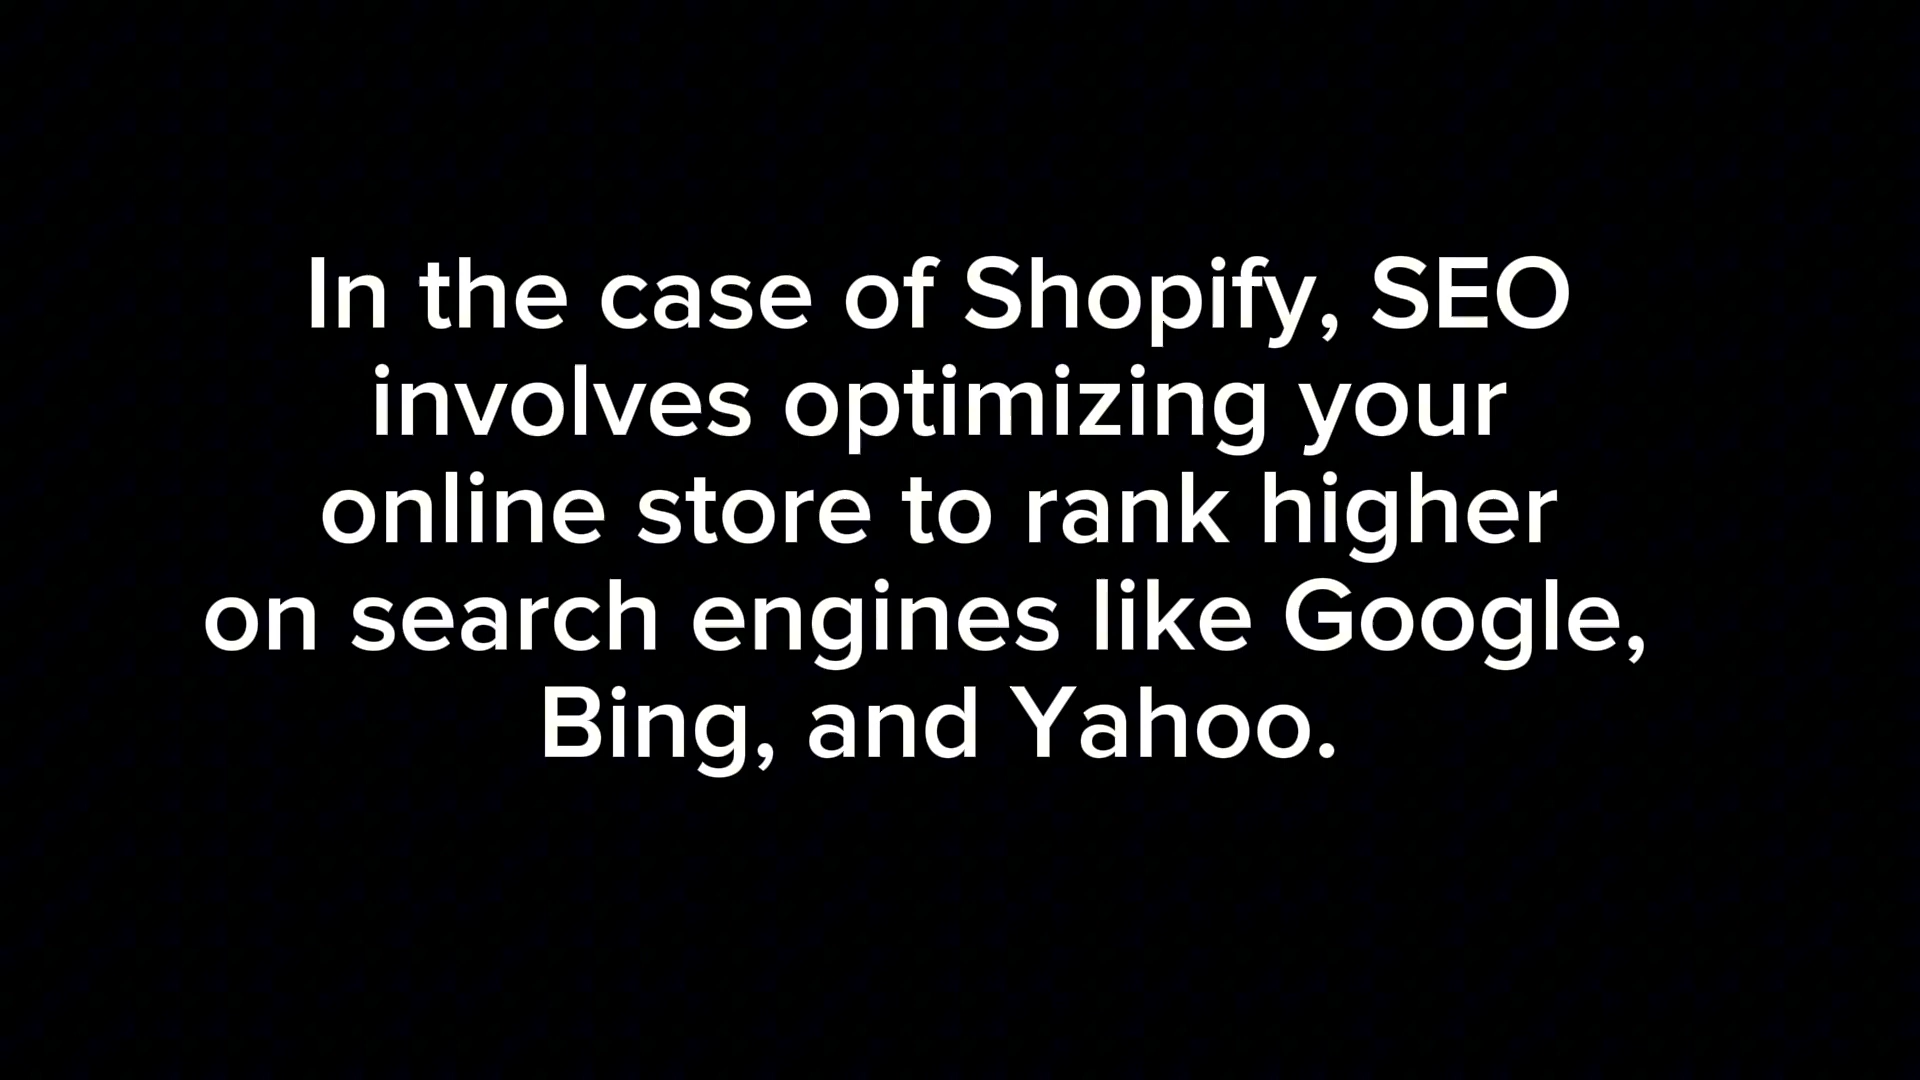 In the case of Shopify, SEO
involves optimizing your
online store to rank higher
on search engines like Google,
Bing, and Yahoo.